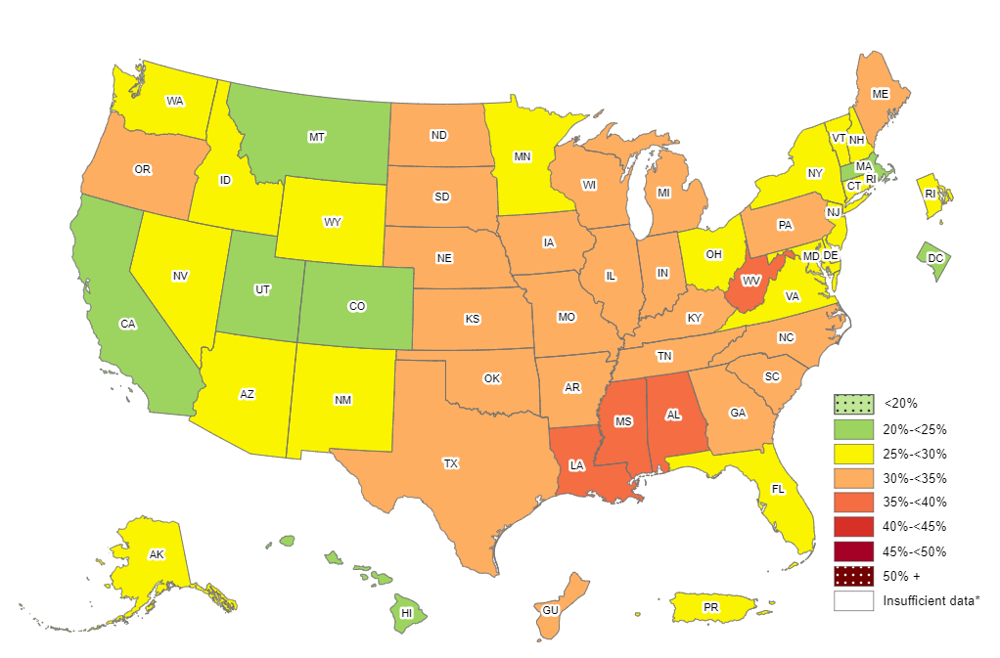 WA
MT
ND
MN
ME
VT
NH
OR
ID
SD
WI
MI
NY
MA
RI
CT
WY
NE
IA
PA
NJ
RI
NV
UT
CO
KS
IL
IN
OH
MD
DE
DC
WV
VA
CA
MO
KY
AZ
NM
OK
AR
TN
NC
SC
TX
LA
MS
AL
GA
FL
AK
HI
GU
PR
<20%
20%-<25%
25%-<30%
30%-<35%
35%-<40%
40%-<45%
45%-<50%
50% +
Insufficient data*